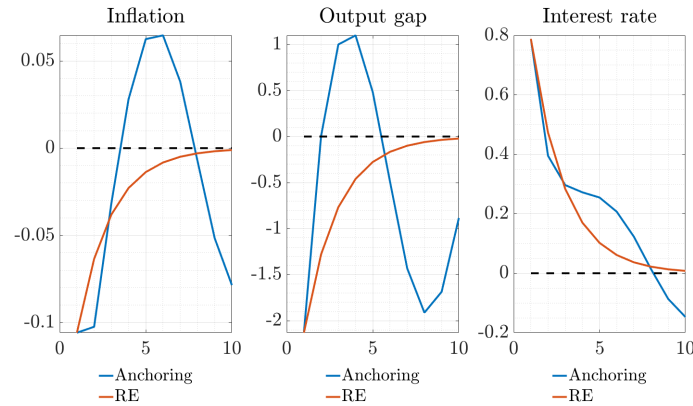 Inflation
0.05
0
-0.05
-0.1
0 5 10
Anchoring
RE
Output gap
1
0.5
0
-0.5
-1
-1.5
-2
0 5 10
Anchoring
RE
Interest rate
0.8
0.6
0.4
0.2
0
-0.2
0 5 10
Anchoring
RE